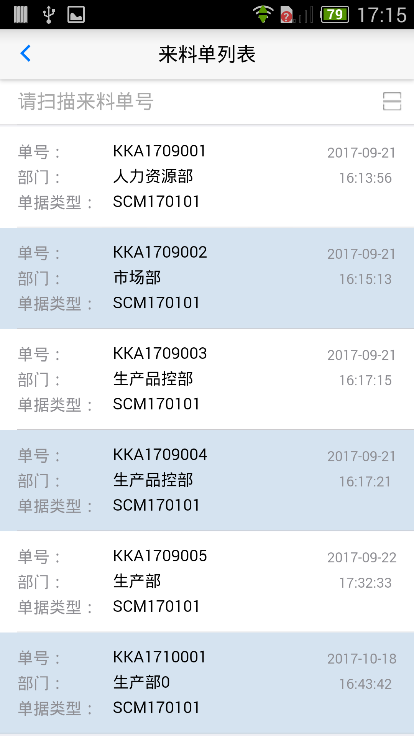 79 17:15
来料单列表
请扫描来料单号
单号： KKA1709001 2017-09-21
部门： 人力资源部 16:13:56
单据类型： SCM170101
单号： KKA1709002 2017-09-21
部门： 市场部 16:15:13
单据类型： SCM170101
单号： KKA1709003 2017-09-21
部门： 生产品控部 16:17:15
单据类型： SCM170101
单号： KKA1709004 2017-09-21
部门： 生产品控部 16:17:21
单据类型： SCM170101
单号： KKA1709005 2017-09-22
部门： 生产部 17:32:33
单据类型： SCM170101
单号： KKA1710001 2017-10-18
部门： 生产部0 16:43:42
单据类型： SCM170101